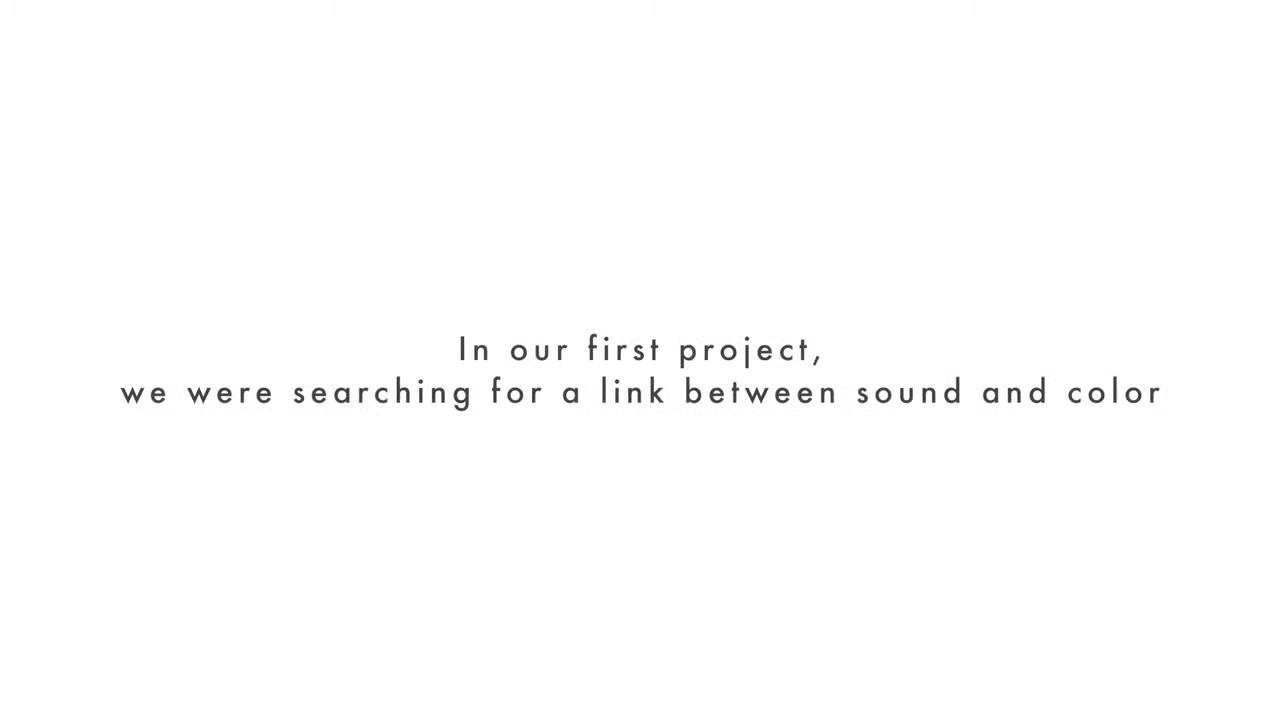 In our first project,
we were searching for a link between sound and color